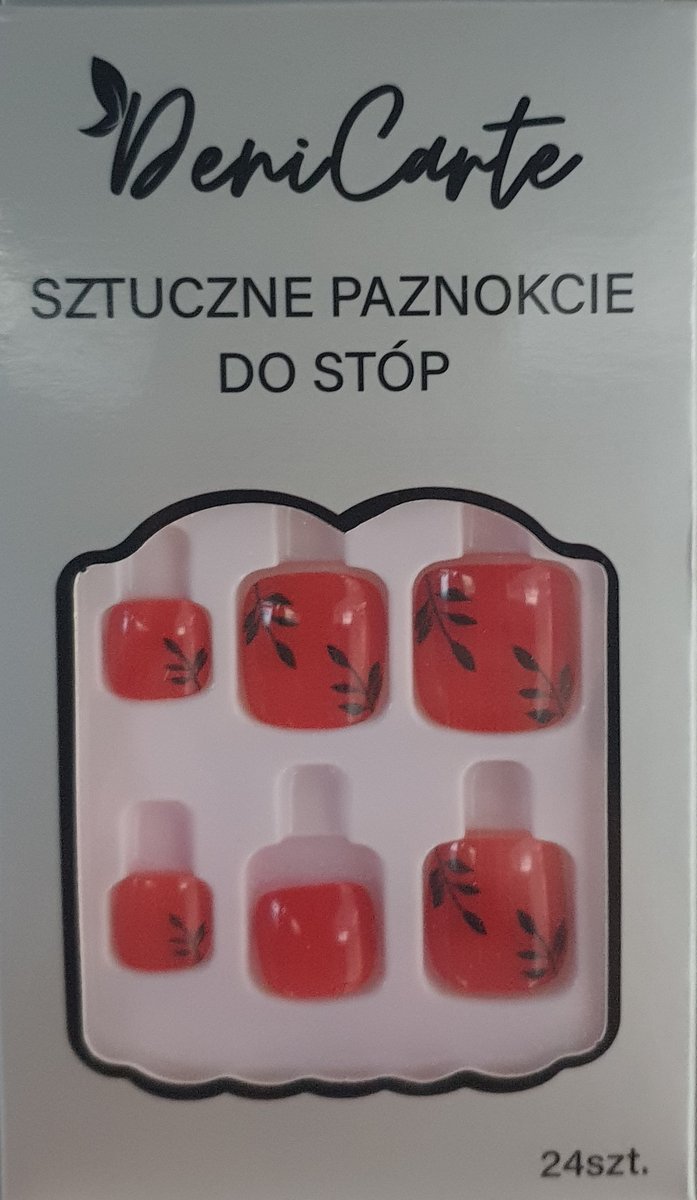 DeniCarte
SZTUCZNE PAZNOKCIE
DO STÓP
24szt.